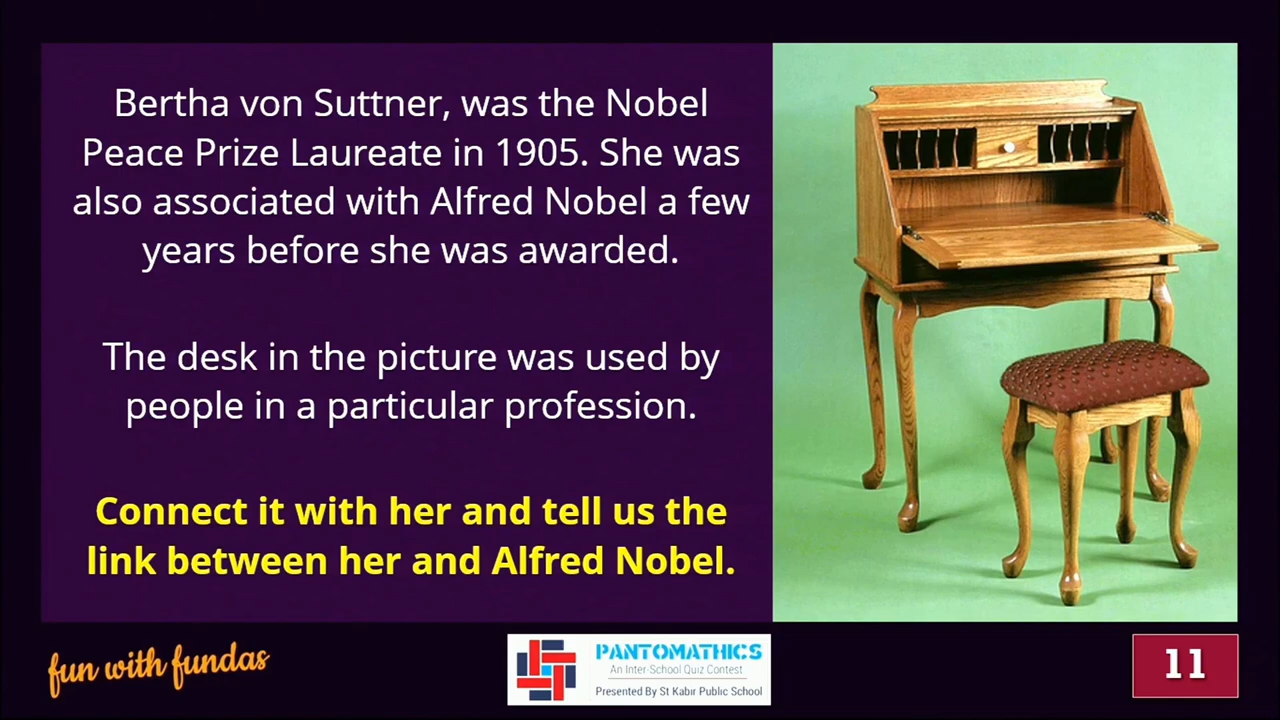 Bertha von Suttner, was the Nobel
Peace Prize Laureate in 1905. She was
also associated with Alfred Nobel a few
years before she was awarded.
The desk in the picture was used by
people in a particular profession.
Connect it with her and tell us the
link between her and Alfred Nobel.
fun with fundas
PANTOMATHICS
An Inter-School Quiz Contest
Presented By St Kabir Public School
11